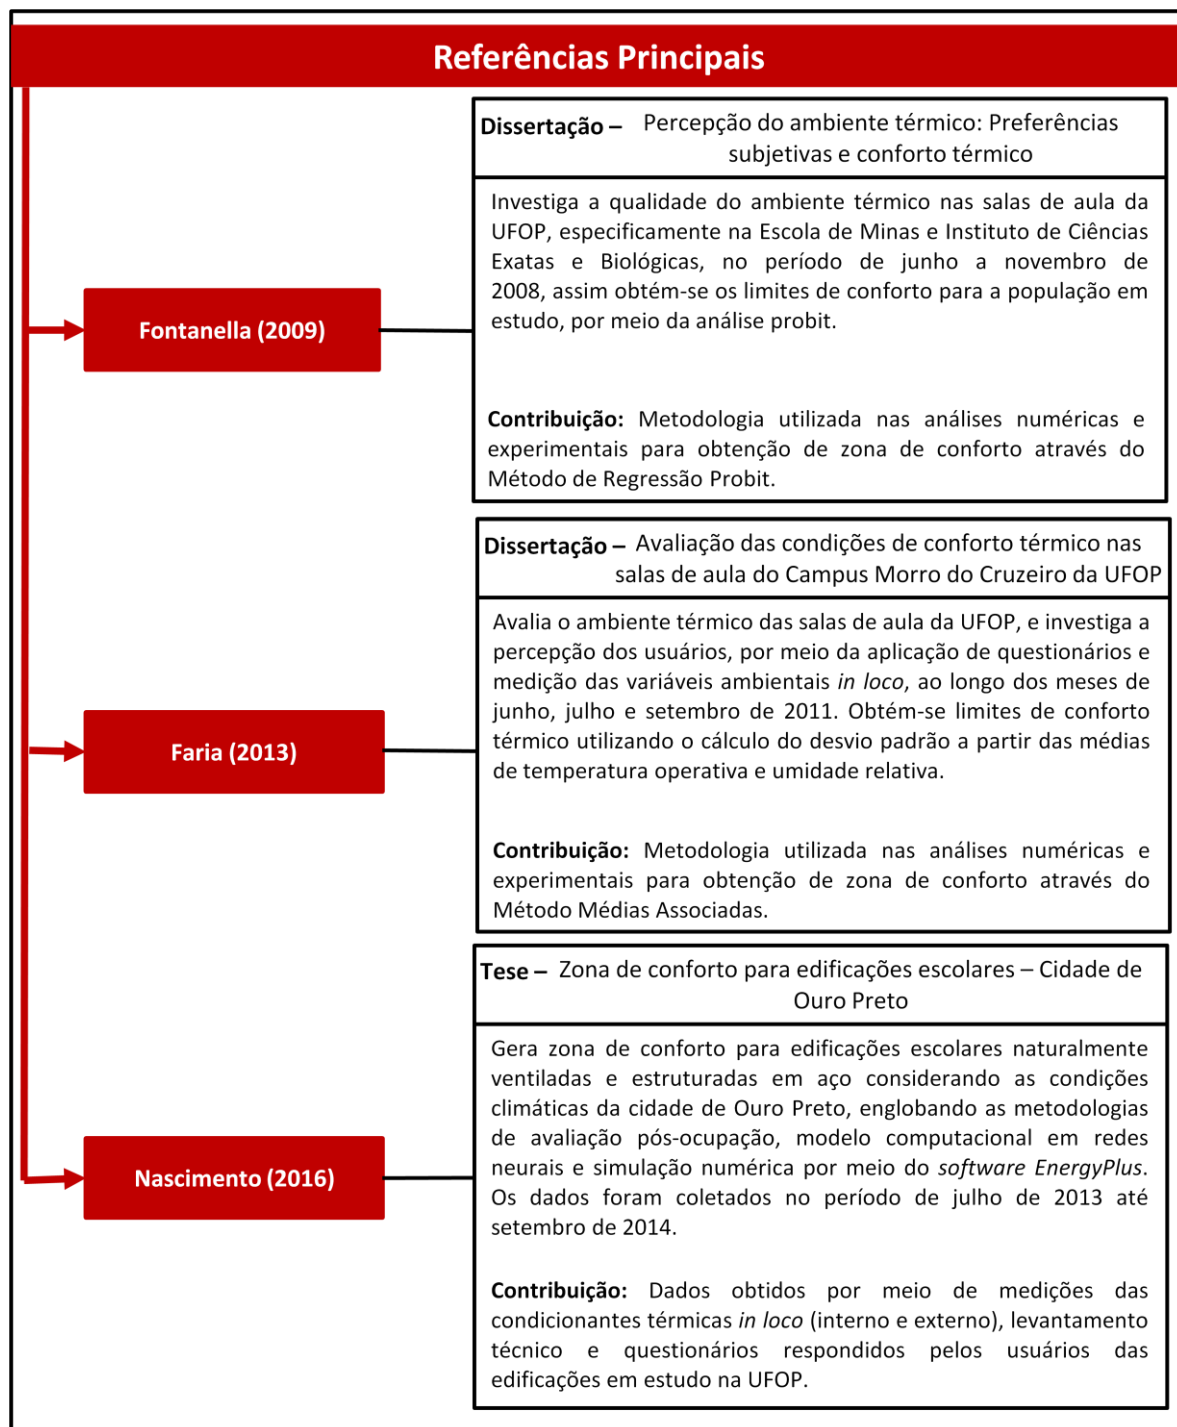 Referências Principais
Dissertação – Percepção do ambiente térmico: Preferências
subjetivas e conforto térmico
Investiga a qualidade do ambiente térmico nas salas de aula da
UFOP, especificamente na Escola de Minas e Instituto de Ciências
Exatas e Biológicas, no período de junho a novembro de
2008, assim obtém-se os limites de conforto para a população em
estudo, por meio da análise probit.
Fontanella (2009)
Contribuição: Metodologia utilizada nas análises numéricas e
experimentais para obtenção de zona de conforto através do
Método de Regressão Probit.
Dissertação – Avaliação das condições de conforto térmico nas
salas de aula do Campus Morro do Cruzeiro da UFOP
Avalia o ambiente térmico das salas de aula da UFOP, e investiga a
percepção dos usuários, por meio da aplicação de questionários e
medição das variáveis ambientais in loco, ao longo dos meses de
junho, julho e setembro de 2011. Obtém-se limites de conforto
térmico utilizando o cálculo do desvio padrão a partir das médias
de temperatura operativa e umidade relativa.
Faria (2013)
Contribuição: Metodologia utilizada nas análises numéricas e
experimentais para obtenção de zona de conforto através do
Método Médias Associadas.
Tese – Zona de conforto para edificações escolares – Cidade de
Ouro Preto
Gera zona de conforto para edificações escolares naturalmente
ventiladas e estruturadas em aço considerando as condições
climáticas da cidade de Ouro Preto, englobando as metodologias
de avaliação pós-ocupação, modelo computacional em redes
neurais e simulação numérica por meio do software EnergyPlus.
Os dados foram coletados no período de julho de 2013 até
setembro de 2014.
Nascimento (2016)
Contribuição: Dados obtidos por meio de medições das
condicionantes térmicas in loco (interno e externo), levantamento
técnico e questionários respondidos pelos usuários das
edificações em estudo na UFOP.